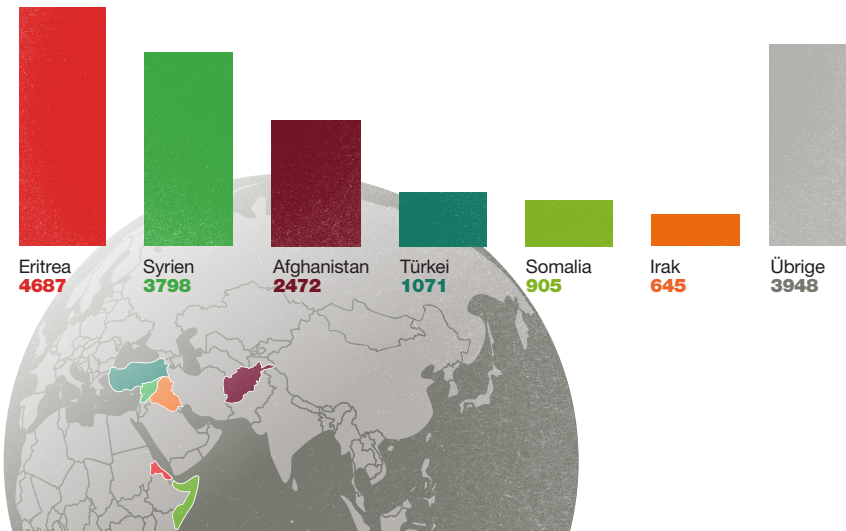 Eritrea
4687
Syrien
3798
Afghanistan
2472
Türkei
1071
Somalia
905
Irak
645
Übrige
3948